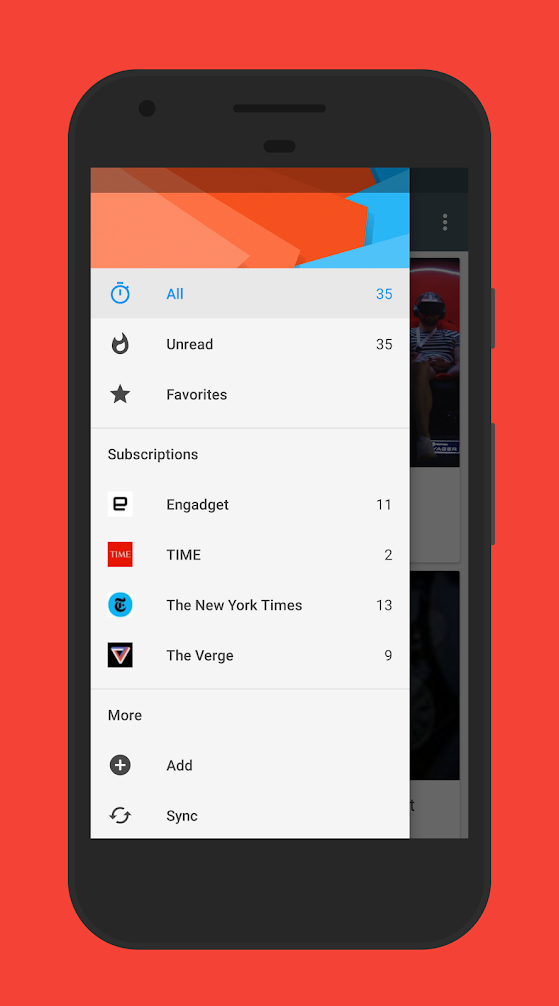 All 35
Unread 35
Favorites
Subscriptions
Engadget 11
TIME TIME 2
The New York Times 13
The Verge 9
More
Add
Sync
t